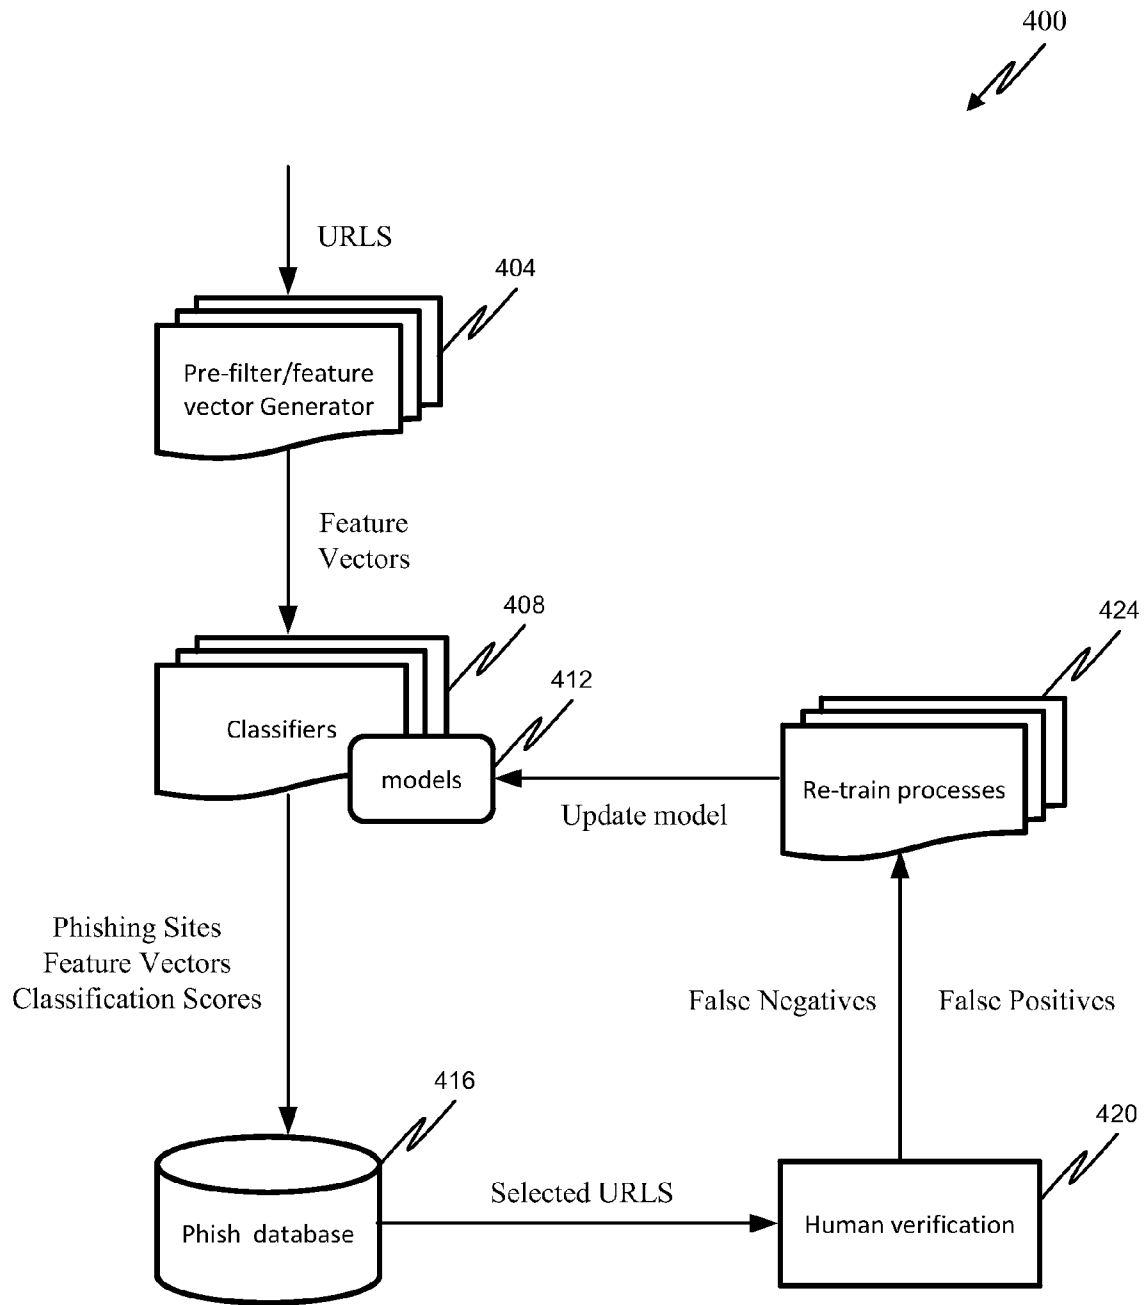 400
URLS
404
Pre-filter/feature
vector Generator
Feature
Vectors
408
424
412
Classifiers
models
Re-train processes
Update model
Phishing Sites
Feature Vectors
Classification Scores
False Negatives
False Positives
416
420
Selected URLS
Phish database
Human verification